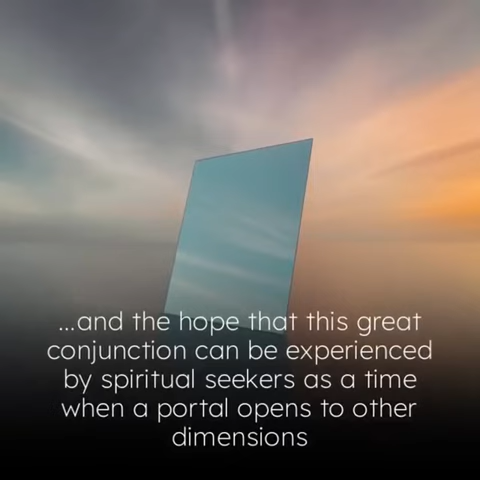 ...and the hope that this great
conjunction can be experienced
by spiritual seekers as a time
when a portal opens to other
dimensions